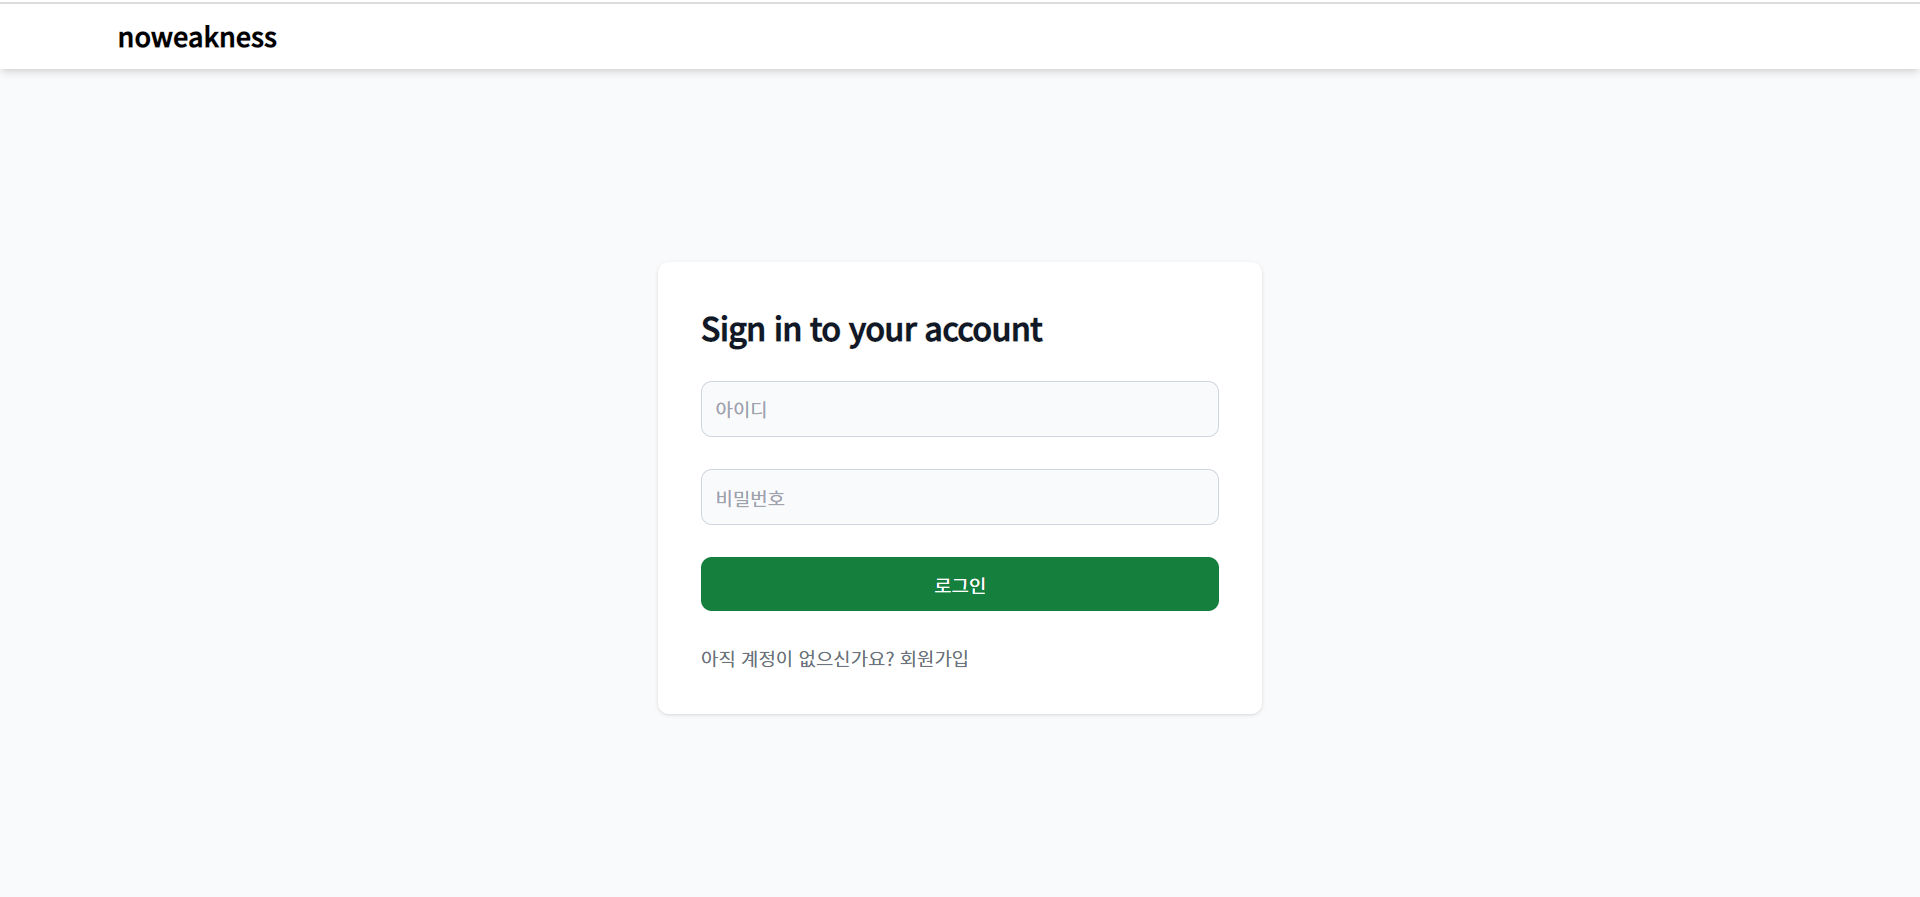 noweakness
Sign in to your account
아이디
비밀번호
로그인
아직 계정이 없으신가요? 회원가입